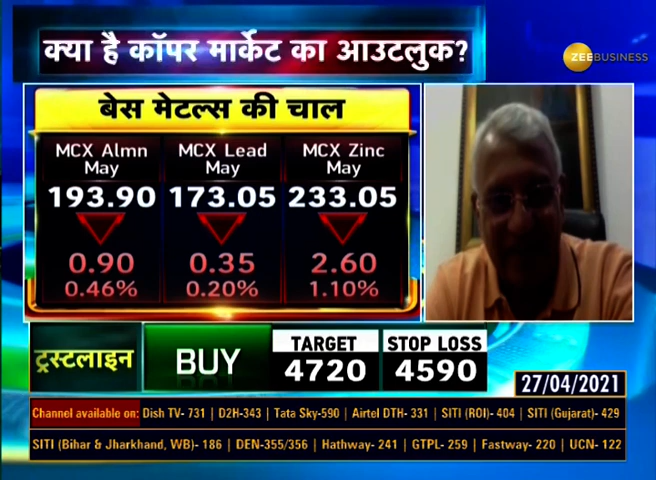 क्या है कॉपर मार्केट का आउटलुक?
ZEE BUSINESS
बेस मेटल्स की चाल
MCX Almn May
193.90
0.90
0.46%
MCX Lead May
173.05
0.35
0.20%
MCX Zinc May
233.05
2.60
1.10%
ट्रस्टलाइन
BUY
TARGET
4720
STOP LOSS
4590
27/04/2021
Channel available on: Dish TV- 731 | D2H-343 | Tata Sky-590 | Airtel DTH- 331 | SITI (ROI)- 404 | SITI (Gujarat)- 429
SITI (Bihar & Jharkhand, WB)- 186 | DEN-355/356 | Hathway- 241 | GTPL- 259 | Fastway- 220 | UCN- 122